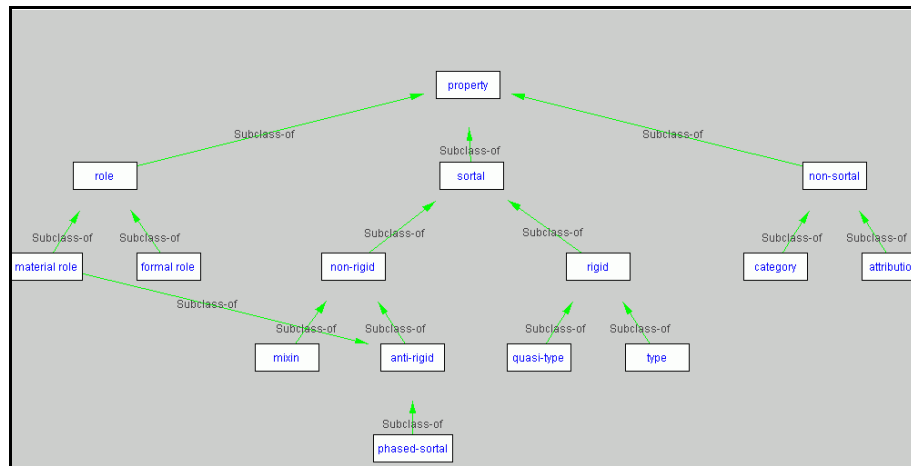 property
Subclass-of
Subclass-of
Subclass-of
role
sortal
non-sortal
Subclass-of
Subclass-of
Subclass-of
Subclass-of
Subclass-of
Subclass-of
material role
formal role
non-rigid
rigid
category
attributio
Subclass-of
Subclass-of
Subclass-of
Subclass-of
Subclass-of
mixin
anti-rigid
quasi-type
type
Subclass-of
phased-sortal